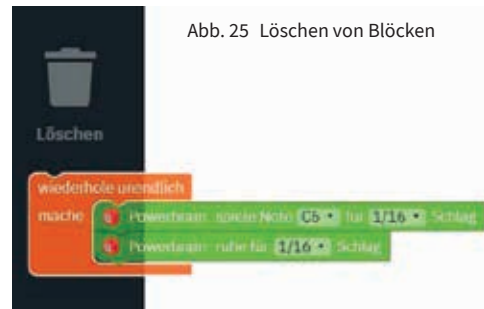 Abb. 25 Löschen von Blöcken
Löschen
wiederhole unendlich
mache Powerbrain: spiele Note C5 für 1/16 Schlag
Powerbrain: ruhe für 1/16 Schlag